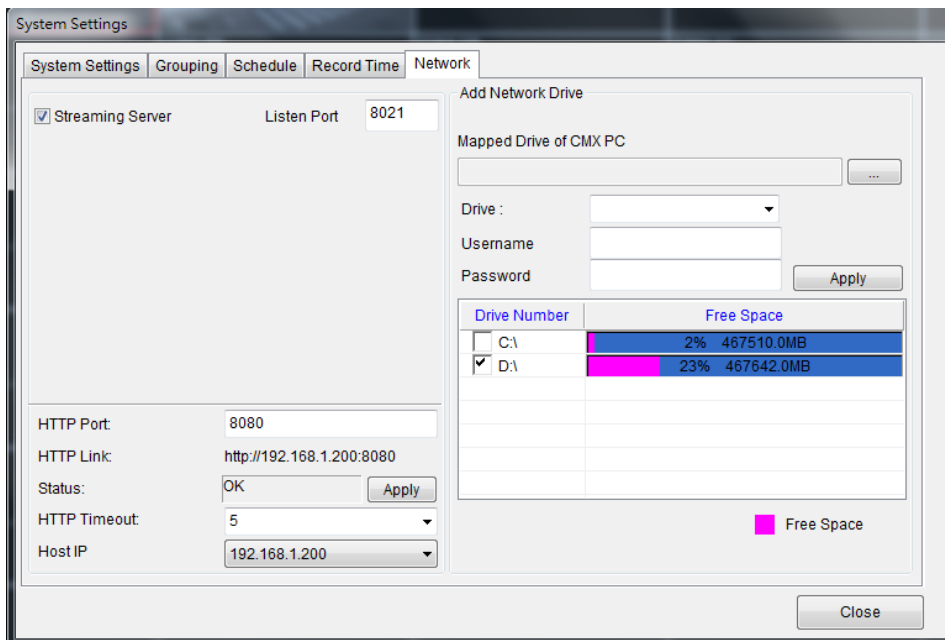 System Settings
System Settings Grouping Schedule Record Time Network
Streaming Server Listen Port 8021
HTTP Port: 8080
HTTP Link: http://192.168.1.200:8080
Status: OK Apply
HTTP Timeout: 5
Host IP 192.168.1.200
Add Network Drive
Mapped Drive of CMX PC
...
Drive :
Username
Password Apply
Drive Number Free Space
C:\ 2% 467510.0MB
D:\ 23% 467642.0MB
Free Space
Close